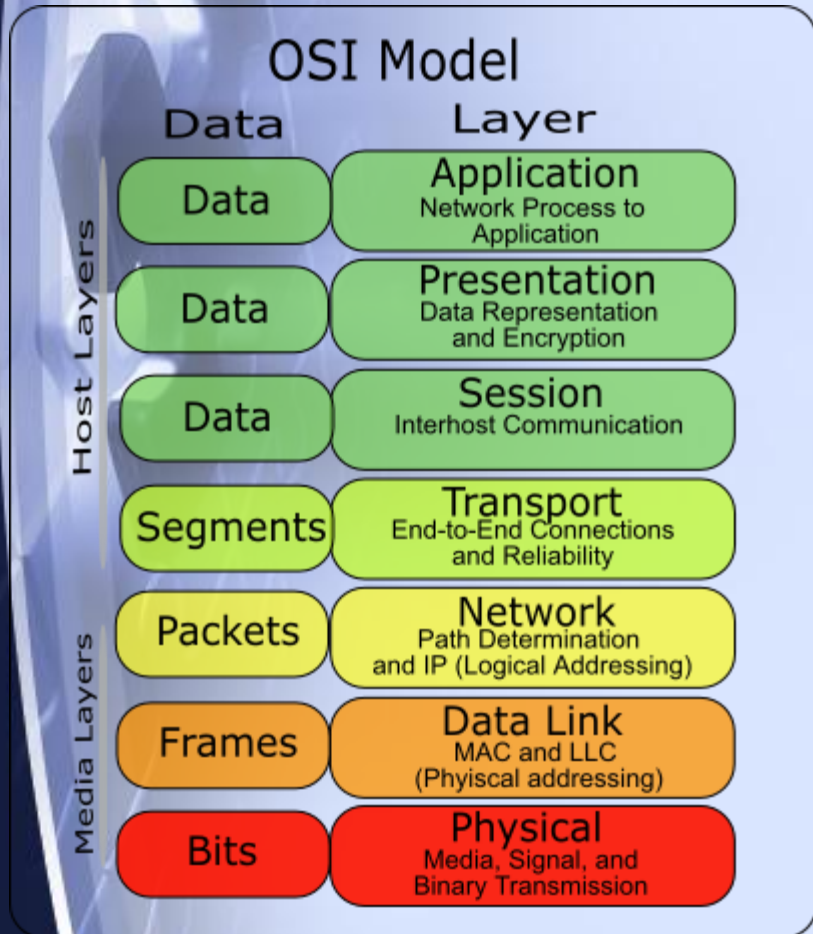 OSI Model
Data
Layer
Host Layers
Data
Application
Network Process to
Application
Data
Presentation
Data Representation
and Encryption
Data
Session
Interhost Communication
Segments
Transport
End-to-End Connections
and Reliability
Media Layers
Packets
Network
Path Determination
and IP (Logical Addressing)
Frames
Data Link
MAC and LLC
(Phyiscal addressing)
Bits
Physical
Media, Signal, and
Binary Transmission